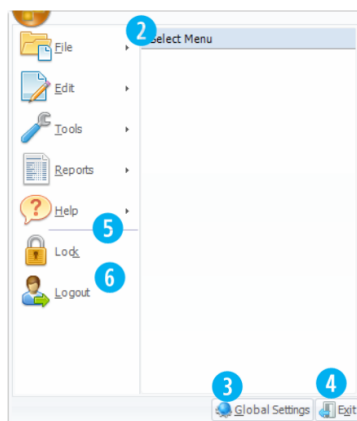 2
File
Select Menu
Edit
Tools
Reports
Help
5
Lock
6
Logout
3
4
Global Settings
Exit